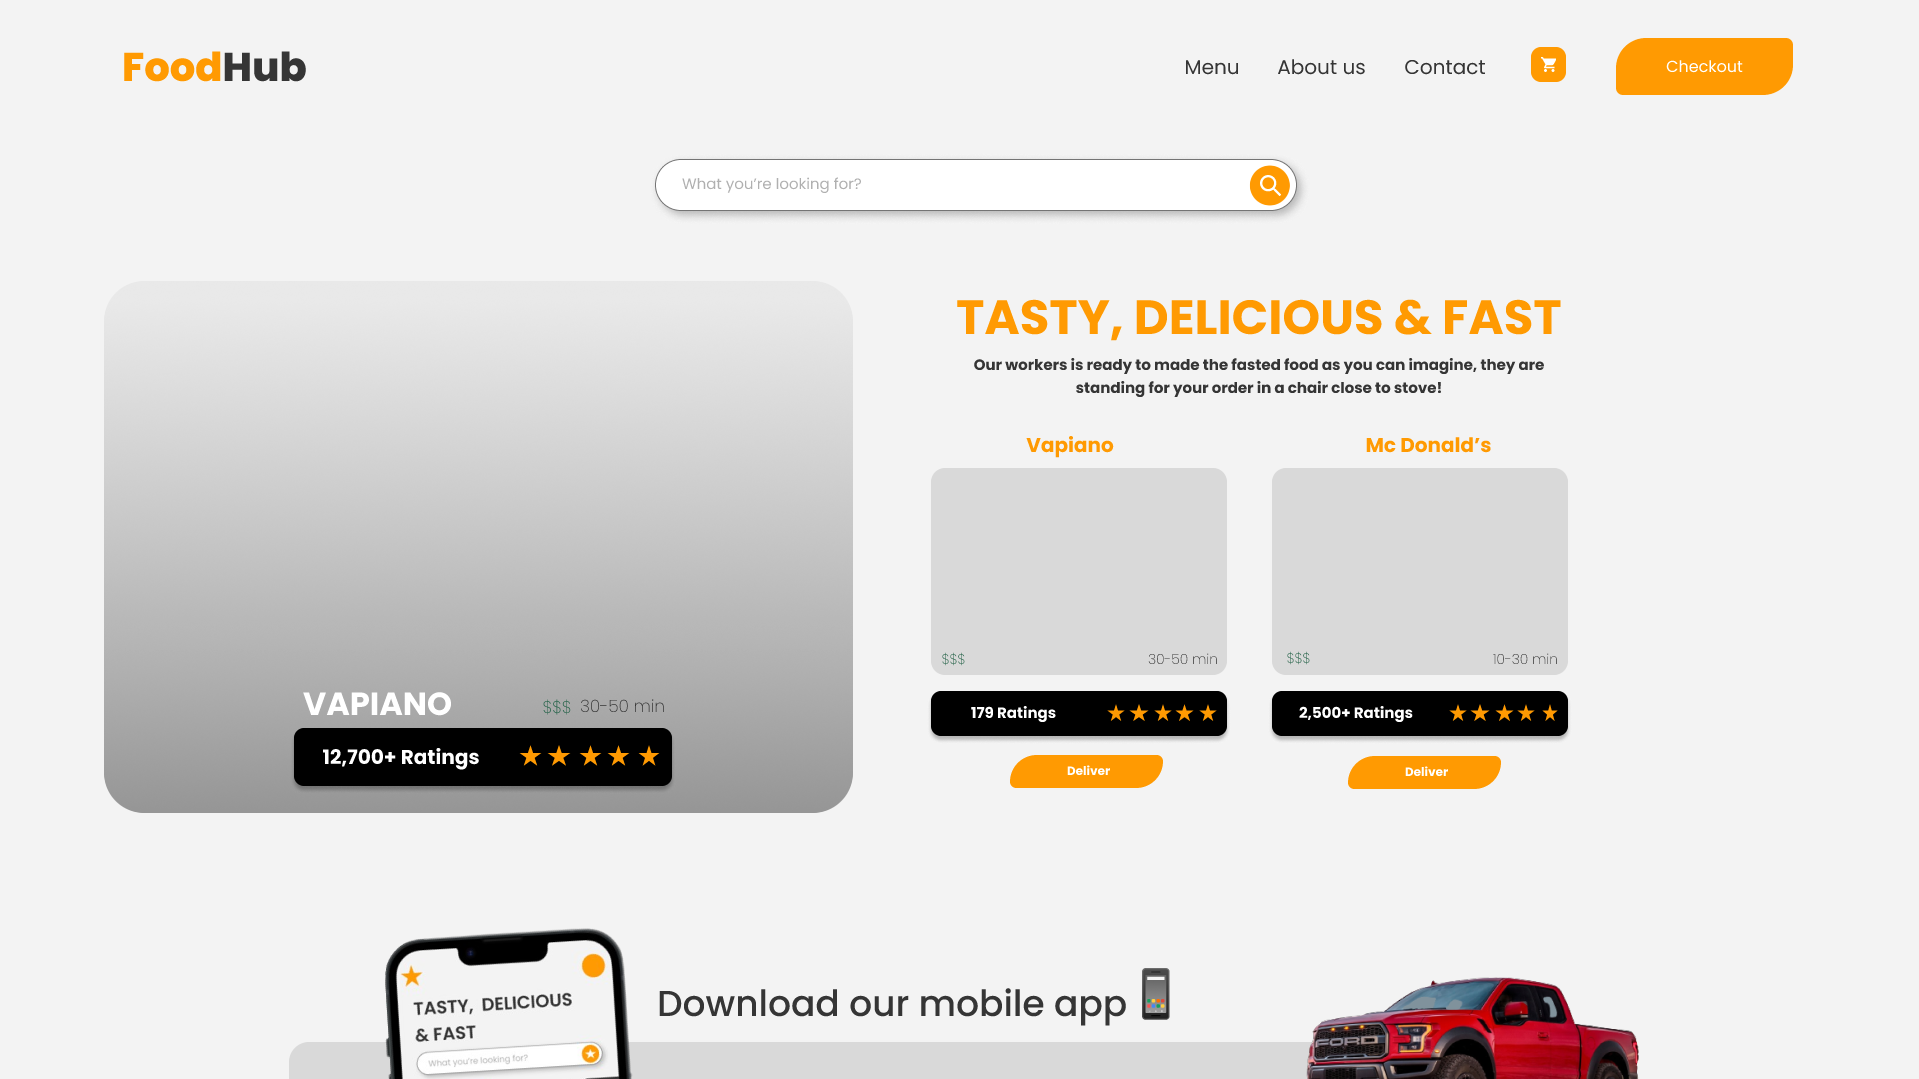 FoodHub
Menu
About us
Contact
Checkout
What you're looking for?
TASTY, DELICIOUS & FAST
Our workers is ready to made the fasted food as you can imagine, they are
standing for your order in a chair close to stove!
Vapiano
Mc Donald's
$$$
30-50 min
$$$
10-30 min
VAPIANO
$$$
30-50 min
12,700+ Ratings
179 Ratings
2,500+ Ratings
Deliver
Deliver
Download our mobile app
TASTY, DELICIOUS
& FAST
What you're looking for?
FORD